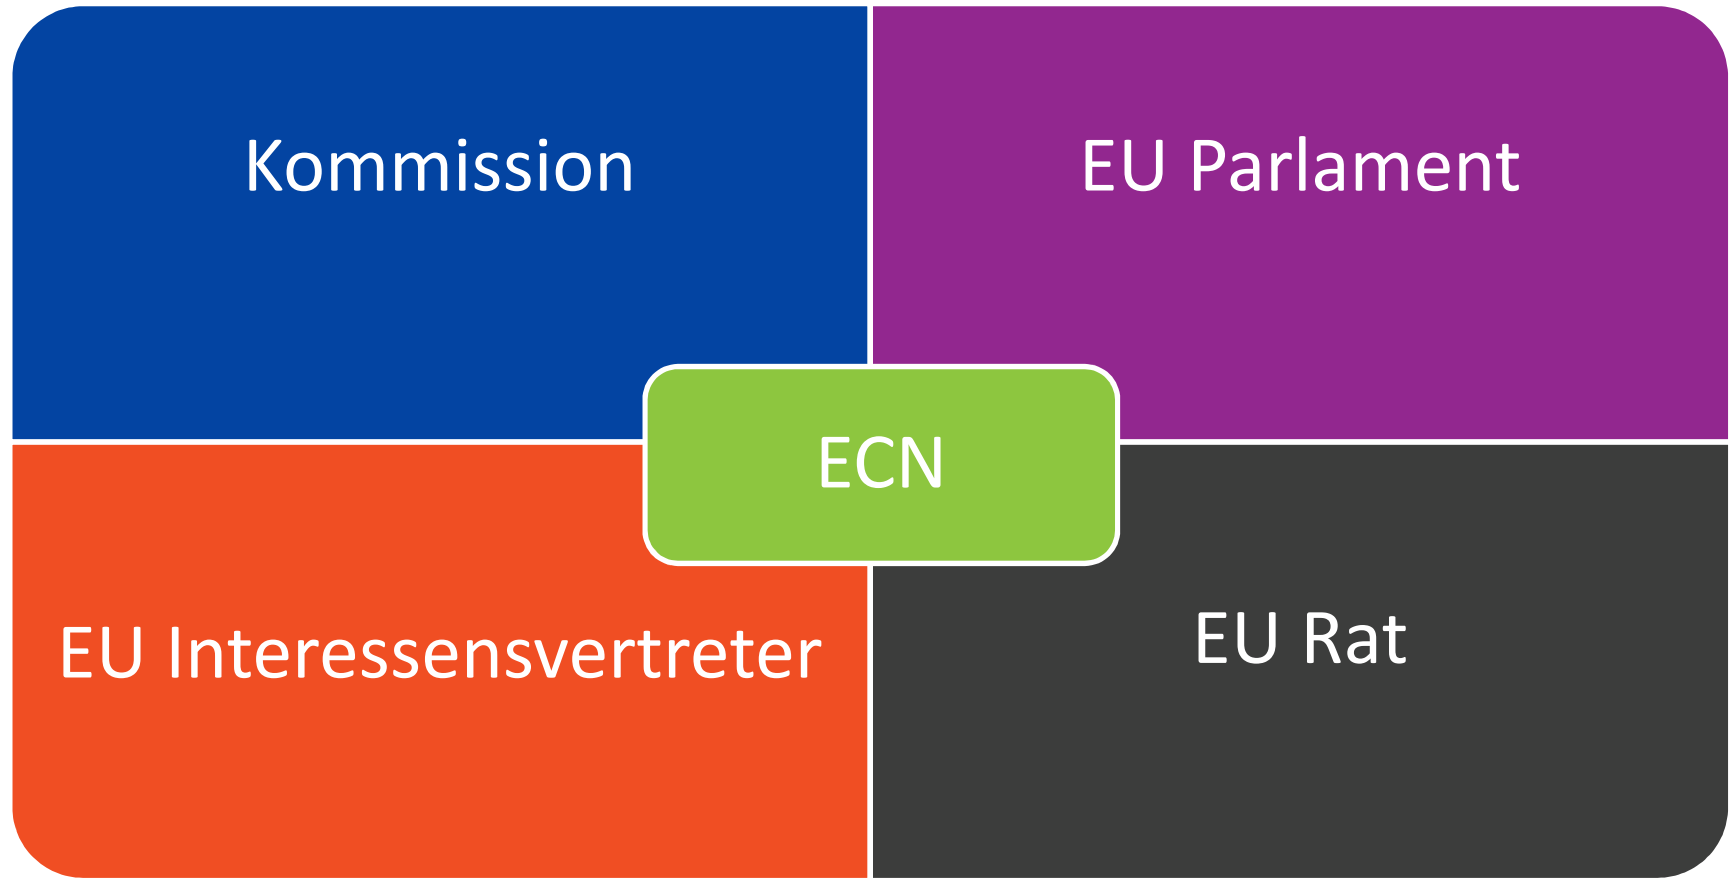 Kommission
EU Parlament
ECN
EU Interessensvertreter
EU Rat